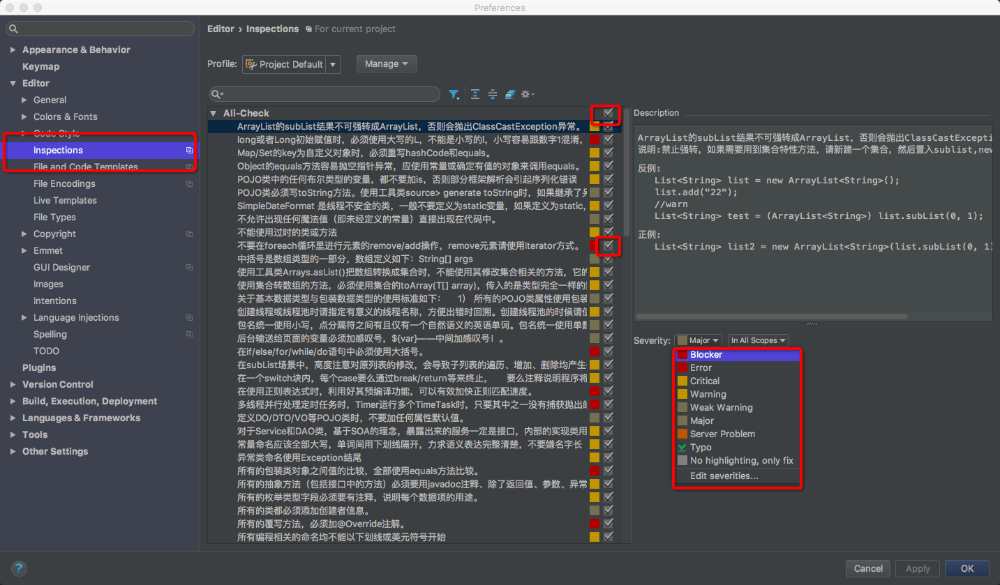 Preferences
Appearance & Behavior
Keymap
Editor
General
Colors & Fonts
Code Style
Inspections
File and Code Templates
File Encodings
Live Templates
File Types
Copyright
Emmet
GUI Designer
Images
Intentions
Language Injections
Spelling
TODO
Plugins
Version Control
Build, Execution, Deployment
Languages & Frameworks
Tools
Other Settings
Editor › Inspections For current project
Profile: Project Default Manage
Ali-Check
ArrayList的subList结果不可强转成ArrayList，否则会抛出ClassCastException异常。
long或者Long初始赋值时，必须使用大写的L，不能是小写的l，小写容易跟数字1混淆，
Map/Set的key为自定义对象时，必须重写hashCode和equals。
Object的equals方法容易抛空指针异常，应使用常量或确定有值的对象来调用equals。
POJO类中的任何布尔类型的变量，都不要加is，否则部分框架解析会引起序列化错误
POJO类必须写toString方法。使用工具类source> generate toString时，如果继承了另
SimpleDateFormat 是线程不安全的类，一般不要定义为static变量，如果定义为static，
不允许出现任何魔法值（即未经定义的常量）直接出现在代码中。
不能使用过时的类或方法
不要在foreach循环里进行元素的remove/add操作，remove元素请使用Iterator方式。
中括号是数组类型的一部分，数组定义如下：String[] args
使用工具类Arrays.asList()把数组转换成集合时，不能使用其修改集合相关的方法，它的
使用集合转数组的方法，必须使用集合的toArray(T[] array)，传入的是类型完全一样的
关于基本数据类型与包装数据类型的使用标准如下： 1） 所有的POJO类属性使用包装
创建线程或线程池时请指定有意义的线程名称，方便出错时回溯。创建线程池的时候请使
包名统一使用小写，点分隔符之间有且仅有一个自然语义的英语单词。包名统一使用单数
后台输送给页面的变量必须加感叹号，${var}——中间加感叹号！。
在if/else/for/while/do语句中必须使用大括号。
在subList场景中，高度注意对原列表的修改，会导致子列表的遍历、增加、删除均产生
在一个switch块内，每个case要么通过break/return等来终止， 要么注释说明程序将
在使用正则表达式时，利用好其预编译功能，可以有效加快正则匹配速度。
多线程并行处理定时任务时，Timer运行多个TimeTask时，只要其中之一没有捕获抛出的
定义DO/DTO/VO等POJO类时，不要加任何属性默认值。
对于Service和DAO类，基于SOA的理念，暴露出来的服务一定是接口，内部的实现类用
常量命名应该全部大写，单词间用下划线隔开，力求语义表达完整清楚，不要嫌名字长
异常类命名使用Exception结尾
所有的包装类对象之间值的比较，全部使用equals方法比较。
所有的抽象方法（包括接口中的方法）必须要用javadoc注释、除了返回值、参数、异常
所有的枚举类型字段必须要有注释，说明每个数据项的用途。
所有的类都必须添加创建者信息。
所有的覆写方法，必须加@Override注解。
所有编程相关的命名均不能以下划线或美元符号开始
Description
ArrayList的subList结果不可强转成ArrayList，否则会抛出ClassCastExcepti
说明:禁止强转，如果需要用到集合特性方法，请新建一个集合，然后置入sublist,new
反例:
List<String> list = new ArrayList<String>();
list.add("22");
//warn
List<String> test = (ArrayList<String>) list.subList(0, 1);
正例:
List<String> list2 = new ArrayList<String>(list.subList(0, 1)
Severity: Major In All Scopes
Blocker
Error
Critical
Warning
Weak Warning
Major
Server Problem
Typo
No highlighting, only fix
Edit severities...
?
Cancel Apply OK